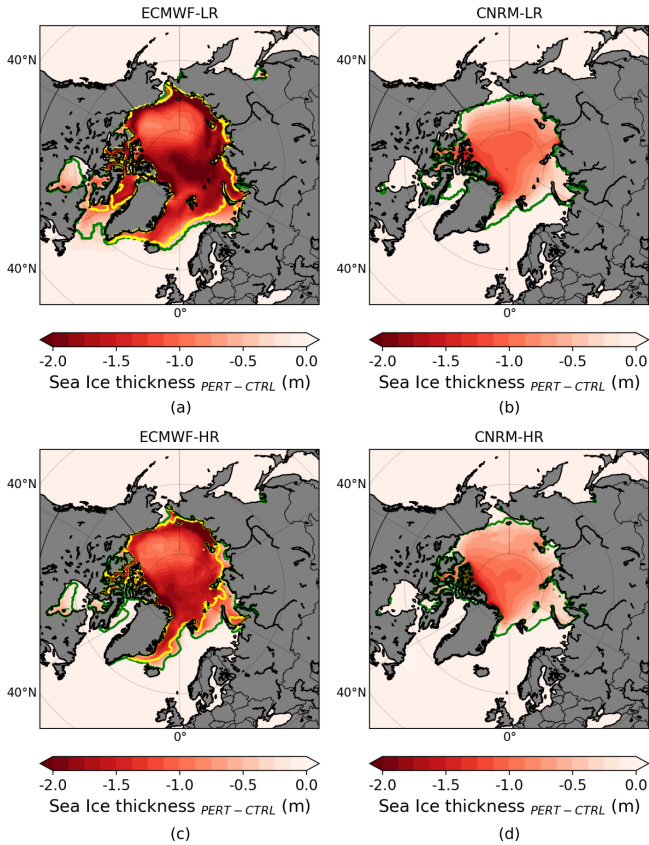 ECMWF-LR
CNRM-LR
40°N
40°N
40°N
40°N
0°
0°
-2.0 -1.5 -1.0 -0.5 0.0
-2.0 -1.5 -1.0 -0.5 0.0
Sea Ice thickness PERT−CTRL (m)
Sea Ice thickness PERT−CTRL (m)
(a)
(b)
ECMWF-HR
CNRM-HR
40°N
40°N
40°N
40°N
0°
0°
-2.0 -1.5 -1.0 -0.5 0.0
-2.0 -1.5 -1.0 -0.5 0.0
Sea Ice thickness PERT−CTRL (m)
Sea Ice thickness PERT−CTRL (m)
(c)
(d)